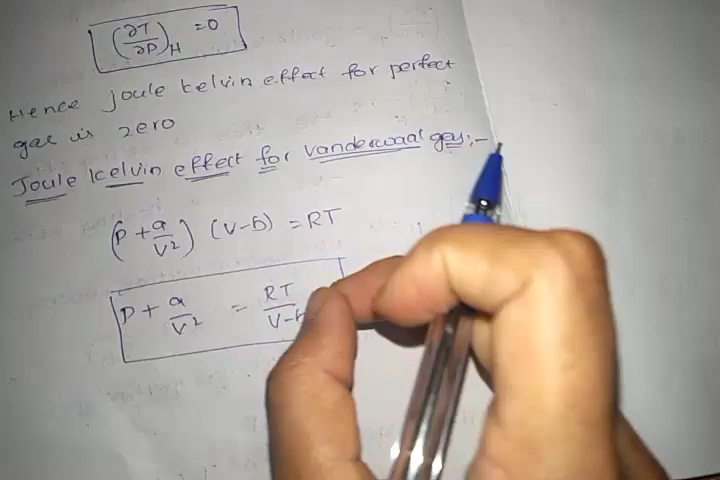 (∂T/∂P)_H = 0
Hence Joule kelvin effect for perfect
gas is zero
Joule kelvin effect for vanderwaal gas:-
(P + a/V²) (V-b) = RT
P + a/V² = RT/V-b